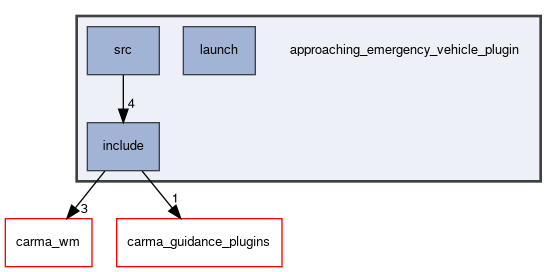 src
launch
approaching_emergency_vehicle_plugin
4
include
3
1
carma_wm
carma_guidance_plugins